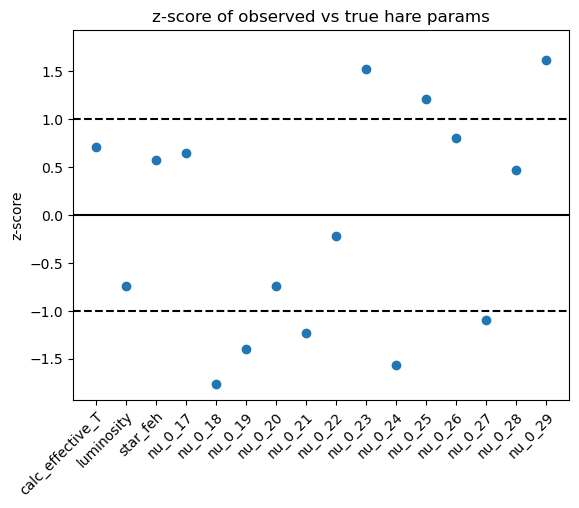 z-score of observed vs true hare params
z-score
1.5
1.0
0.5
0.0
−0.5
−1.0
−1.5
calc_effective_T
luminosity
star_feh
nu_0_17
nu_0_18
nu_0_19
nu_0_20
nu_0_21
nu_0_22
nu_0_23
nu_0_24
nu_0_25
nu_0_26
nu_0_27
nu_0_28
nu_0_29